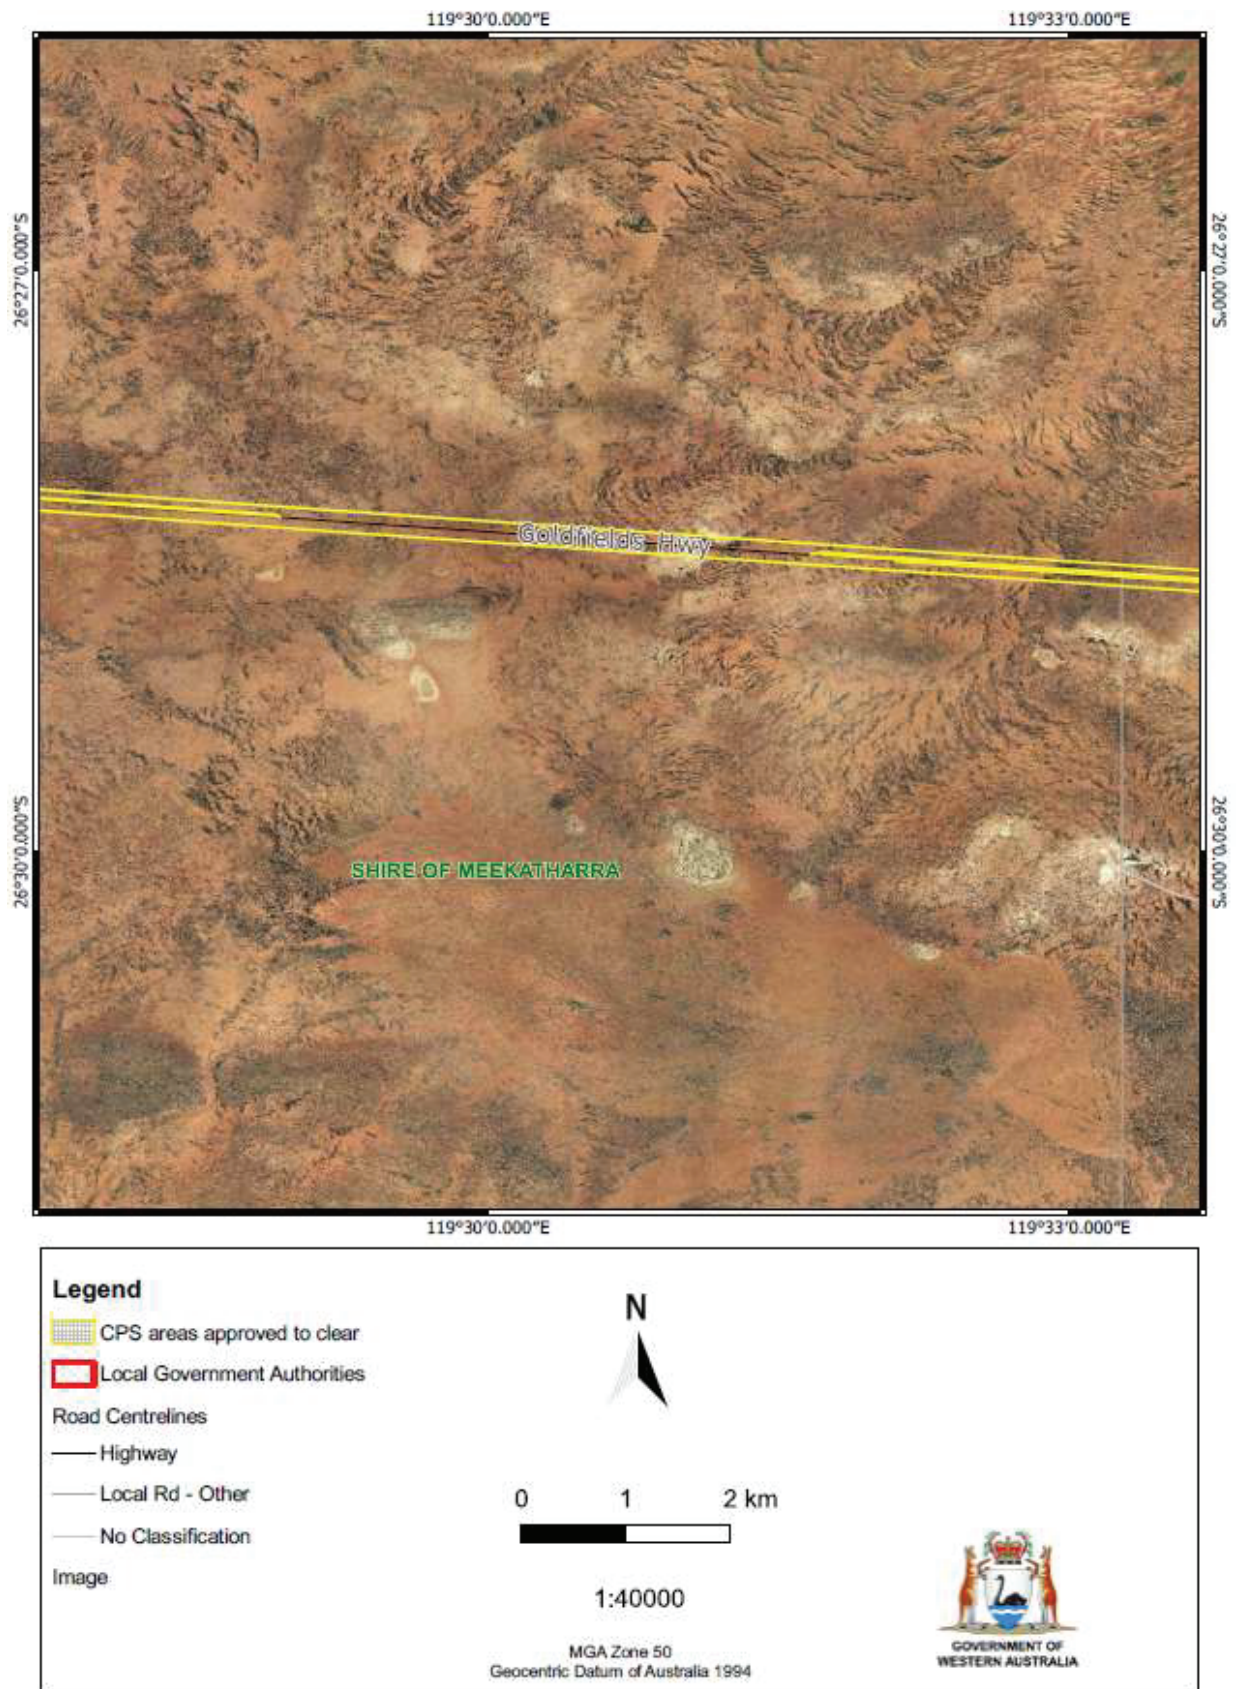 119°30'0.000"E 119°33'0.000"E
26°27'0.000"S 26°27'0.000"S
Goldfields Hwy
26°30'0.000"S 26°30'0.000"S
SHIRE OF MEEKATHARRA
119°30'0.000"E 119°33'0.000"E
Legend
CPS areas approved to clear
Local Government Authorities
Road Centrelines
Highway
Local Rd - Other
No Classification
Image
N
0 1 2 km
1:40000
MGA Zone 50
Geocentric Datum of Australia 1994
GOVERNMENT OF
WESTERN AUSTRALIA